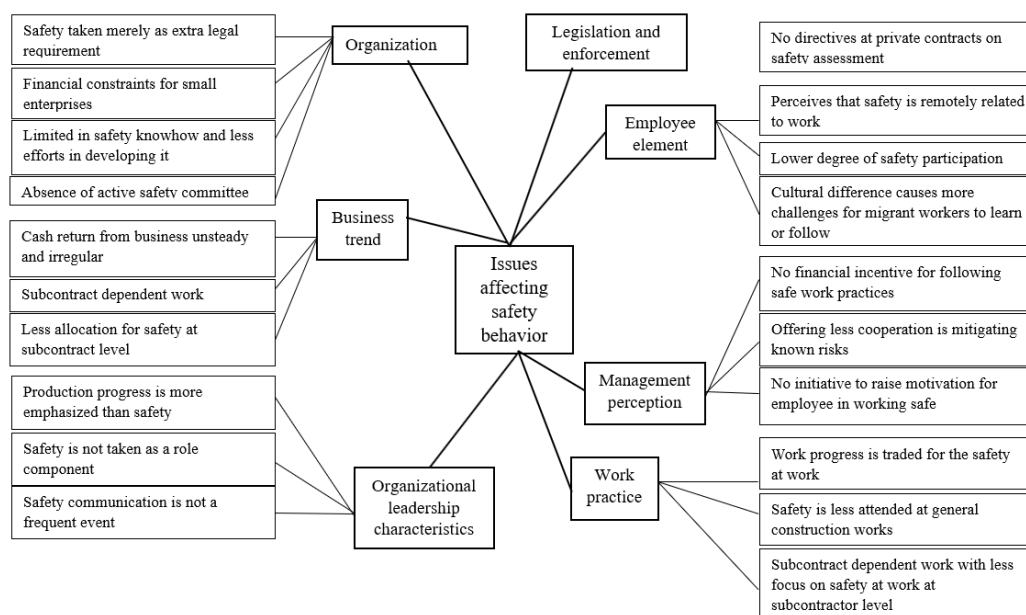 Safety taken merely as extra legal
requirement
Financial constraints for small
enterprises
Limited in safety knowhow and less
efforts in developing it
Absence of active safety committee
Organization
Cash return from business unsteady
and irregular
Subcontract dependent work
Less allocation for safety at
subcontract level
Business
trend
Production progress is more
emphasized than safety
Safety is not taken as a role
component
Safety communication is not a
frequent event
Organizational
leadership
characteristics
Issues
affecting
safety
behavior
Legislation and
enforcement
No directives at private contracts on
safety assessment
Employee
element
Perceives that safety is remotely related
to work
Lower degree of safety participation
Cultural difference causes more
challenges for migrant workers to learn
or follow
Management
perception
No financial incentive for following
safe work practices
Offering less cooperation is mitigating
known risks
No initiative to raise motivation for
employee in working safe
Work
practice
Work progress is traded for the safety
at work
Safety is less attended at general
construction works
Subcontract dependent work with less
focus on safety at work at
subcontractor level